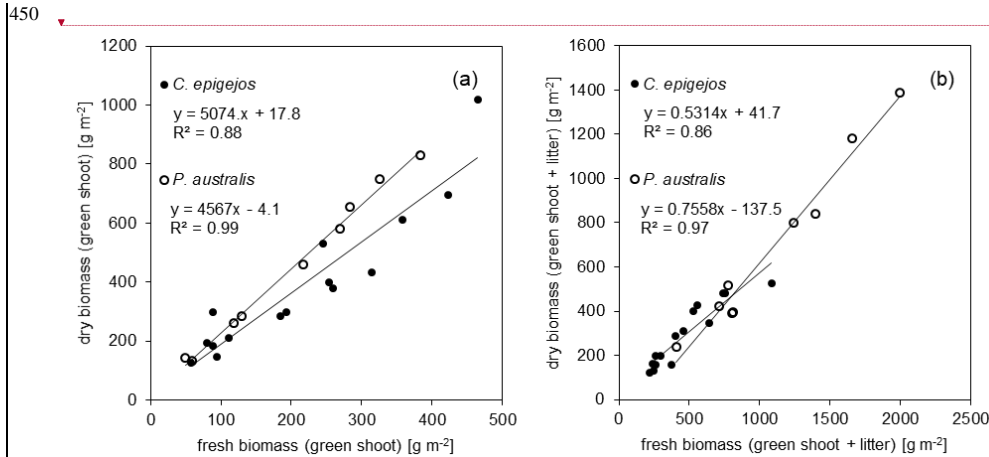 450
1200
1000
800
600
400
200
0
dry biomass (green shoot) [g m-2]
(a)
C. epigejos
y = 5074.x + 17.8
R² = 0.88
P. australis
y = 4567x - 4.1
R² = 0.99
0 100 200 300 400 500
fresh biomass (green shoot) [g m-2]
1600
1400
1200
1000
800
600
400
200
0
dry biomass (green shoot + litter) [g m-2]
(b)
C. epigejos
y = 0.5314x + 41.7
R² = 0.86
P. australis
y = 0.7558x - 137.5
R² = 0.97
0 500 1000 1500 2000 2500
fresh biomass (green shoot + litter) [g m-2]